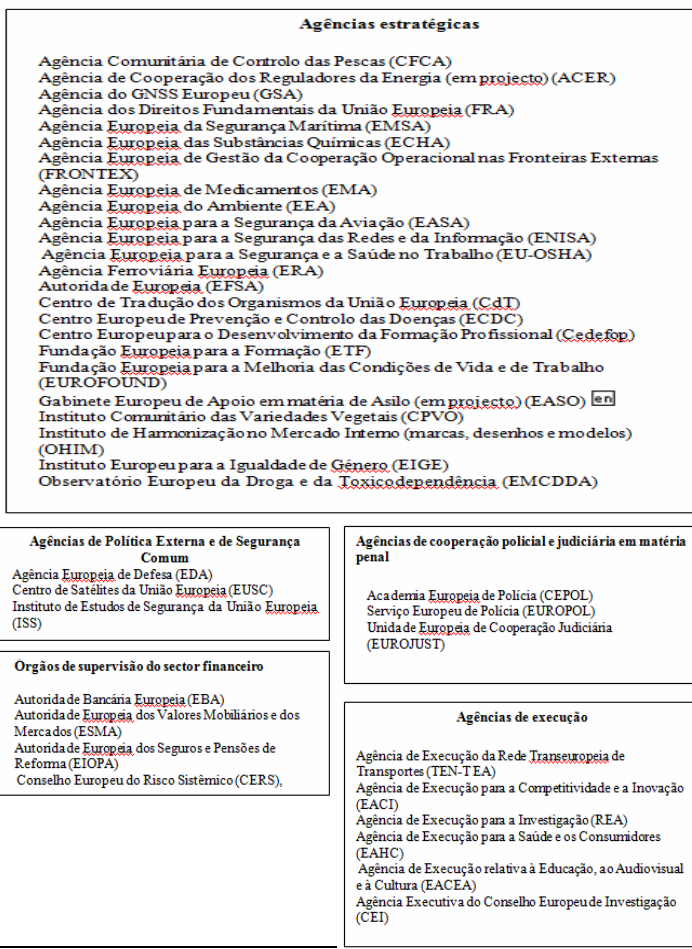 Agências estratégicas
Agência Comunitária de Controlo das Pescas (CFCA)
Agência de Cooperação dos Reguladores da Energia (em projecto) (ACER)
Agência do GNSS Europeu (GSA)
Agência dos Direitos Fundamentais da União Europeia (FRA)
Agência Europeia da Segurança Marítima (EMSA)
Agência Europeia das Substâncias Químicas (ECHA)
Agência Europeia de Gestão da Cooperação Operacional nas Fronteiras Externas
(FRONTEX)
Agência Europeia de Medicamentos (EMA)
Agência Europeia do Ambiente (EEA)
Agência Europeia para a Segurança da Aviação (EASA)
Agência Europeia para a Segurança das Redes e da Informação (ENISA)
Agência Europeia para a Segurança e a Saúde no Trabalho (EU-OSHA)
Agência Ferroviária Europeia (ERA)
Autoridade Europeia (EFSA)
Centro de Tradução dos Organismos da União Europeia (CdT)
Centro Europeu de Prevenção e Controlo das Doenças (ECDC)
Centro Europeu para o Desenvolvimento da Formação Profissional (Cedefop)
Fundação Europeia para a Formação (ETF)
Fundação Europeia para a Melhoria das Condições de Vida e de Trabalho
(EUROFOUND)
Gabinete Europeu de Apoio em matéria de Asilo (em projecto) (EASO) en
Instituto Comunitário das Variedades Vegetais (CPVO)
Instituto de Harmonização no Mercado Interno (marcas, desenhos e modelos)
(OHIM)
Instituto Europeu para a Igualdade de Género (EIGE)
Observatório Europeu da Droga e da Toxicodependência (EMCDDA)
Agências de Política Externa e de Segurança
Comum
Agência Europeia de Defesa (EDA)
Centro de Satélites da União Europeia (EUSC)
Instituto de Estudos de Segurança da União Europeia
(ISS)
Agências de cooperação policial e judiciária em matéria
penal
Academia Europeia de Polícia (CEPOL)
Serviço Europeu de Polícia (EUROPOL)
Unidade Europeia de Cooperação Judiciária
(EUROJUST)
Orgãos de supervisão do sector financeiro
Autoridade Bancária Europeia (EBA)
Autoridade Europeia dos Valores Mobiliários e dos
Mercados (ESMA)
Autoridade Europeia dos Seguros e Pensões de
Reforma (EIOPA)
Conselho Europeu do Risco Sistémico (CERS),
Agências de execução
Agência de Execução da Rede Transeuropeia de
Transportes (TEN-T EA)
Agência de Execução para a Competitividade e a Inovação
(EACI)
Agência de Execução para a Investigação (REA)
Agência de Execução para a Saúde e os Consumidores
(EAHC)
Agência de Execução relativa à Educação, ao Audiovisual
e à Cultura (EACEA)
Agência Executiva do Conselho Europeu de Investigação
(CEI)